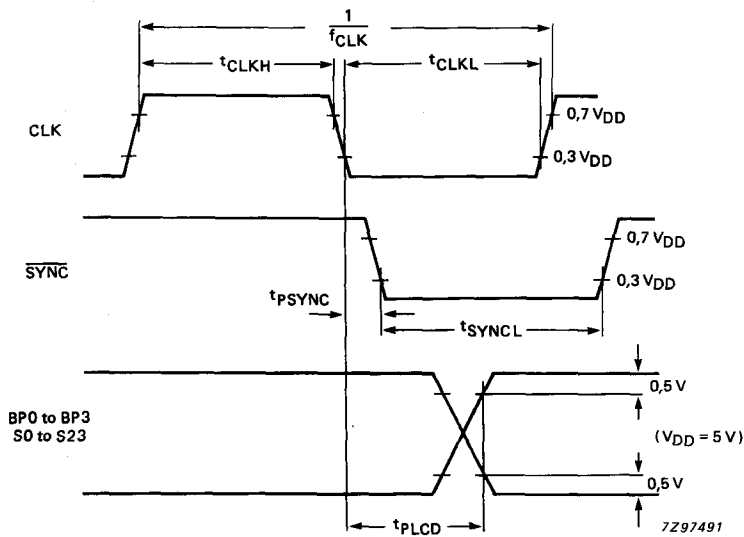 1
fCLK
tCLKH
tCLKL
CLK
0,7 VDD
0,3 VDD
SYNC
0,7 VDD
0,3 VDD
tPSYNC
tSYNCL
BP0 to BP3
S0 to S23
0,5 V
(VDD = 5 V)
0,5 V
tPLCD
7Z97491